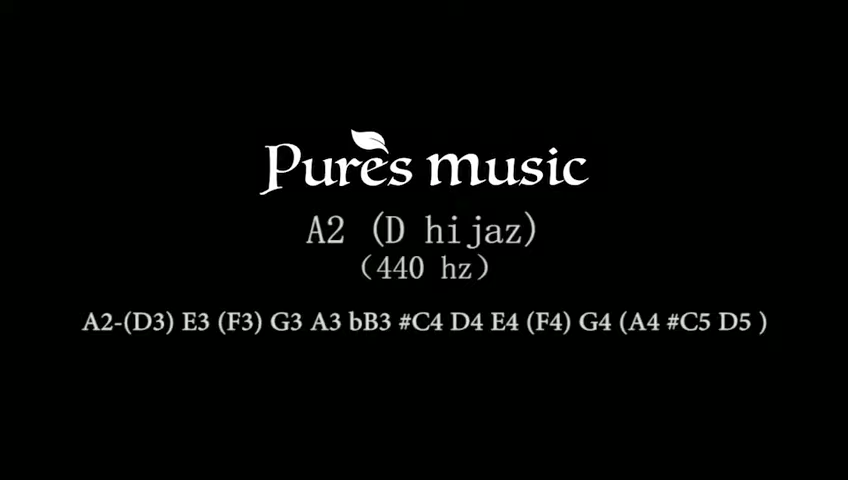 Pures music
A2 (D hijaz)
(440 hz)
A2-(D3) E3 (F3) G3 A3 bB3 #C4 D4 E4 (F4) G4 (A4 #C5 D5 )